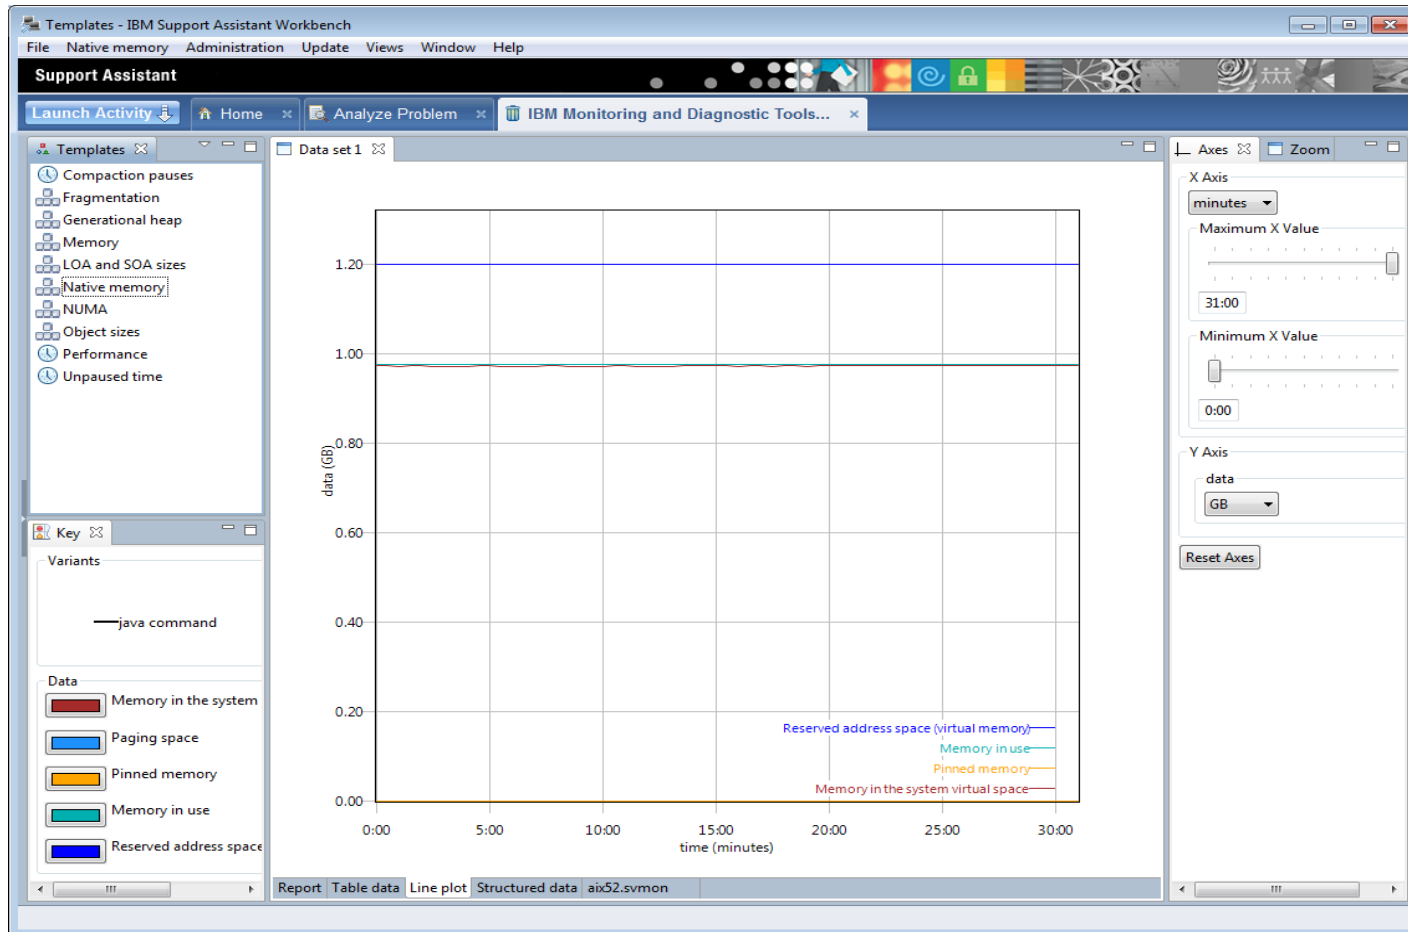 Templates - IBM Support Assistant Workbench
File Native memory Administration Update Views Window Help
Support Assistant
Launch Activity Home Analyze Problem IBM Monitoring and Diagnostic Tools...
Templates
Compaction pauses
Fragmentation
Generational heap
Memory
LOA and SOA sizes
Native memory
NUMA
Object sizes
Performance
Unpaused time
Key
Variants
java command
Data
Memory in the system
Paging space
Pinned memory
Memory in use
Reserved address space
Data set 1
1.20
1.00
0.80
data (GB)
0.60
0.40
0.20
0.00
Reserved address space (virtual memory)
Memory in use
Pinned memory
Memory in the system virtual space
0:00 5:00 10:00 15:00 20:00 25:00 30:00
time (minutes)
Report Table data Line plot Structured data aix52.svmon
Axes Zoom
X Axis
minutes
Maximum X Value
31:00
Minimum X Value
0:00
Y Axis
data
GB
Reset Axes